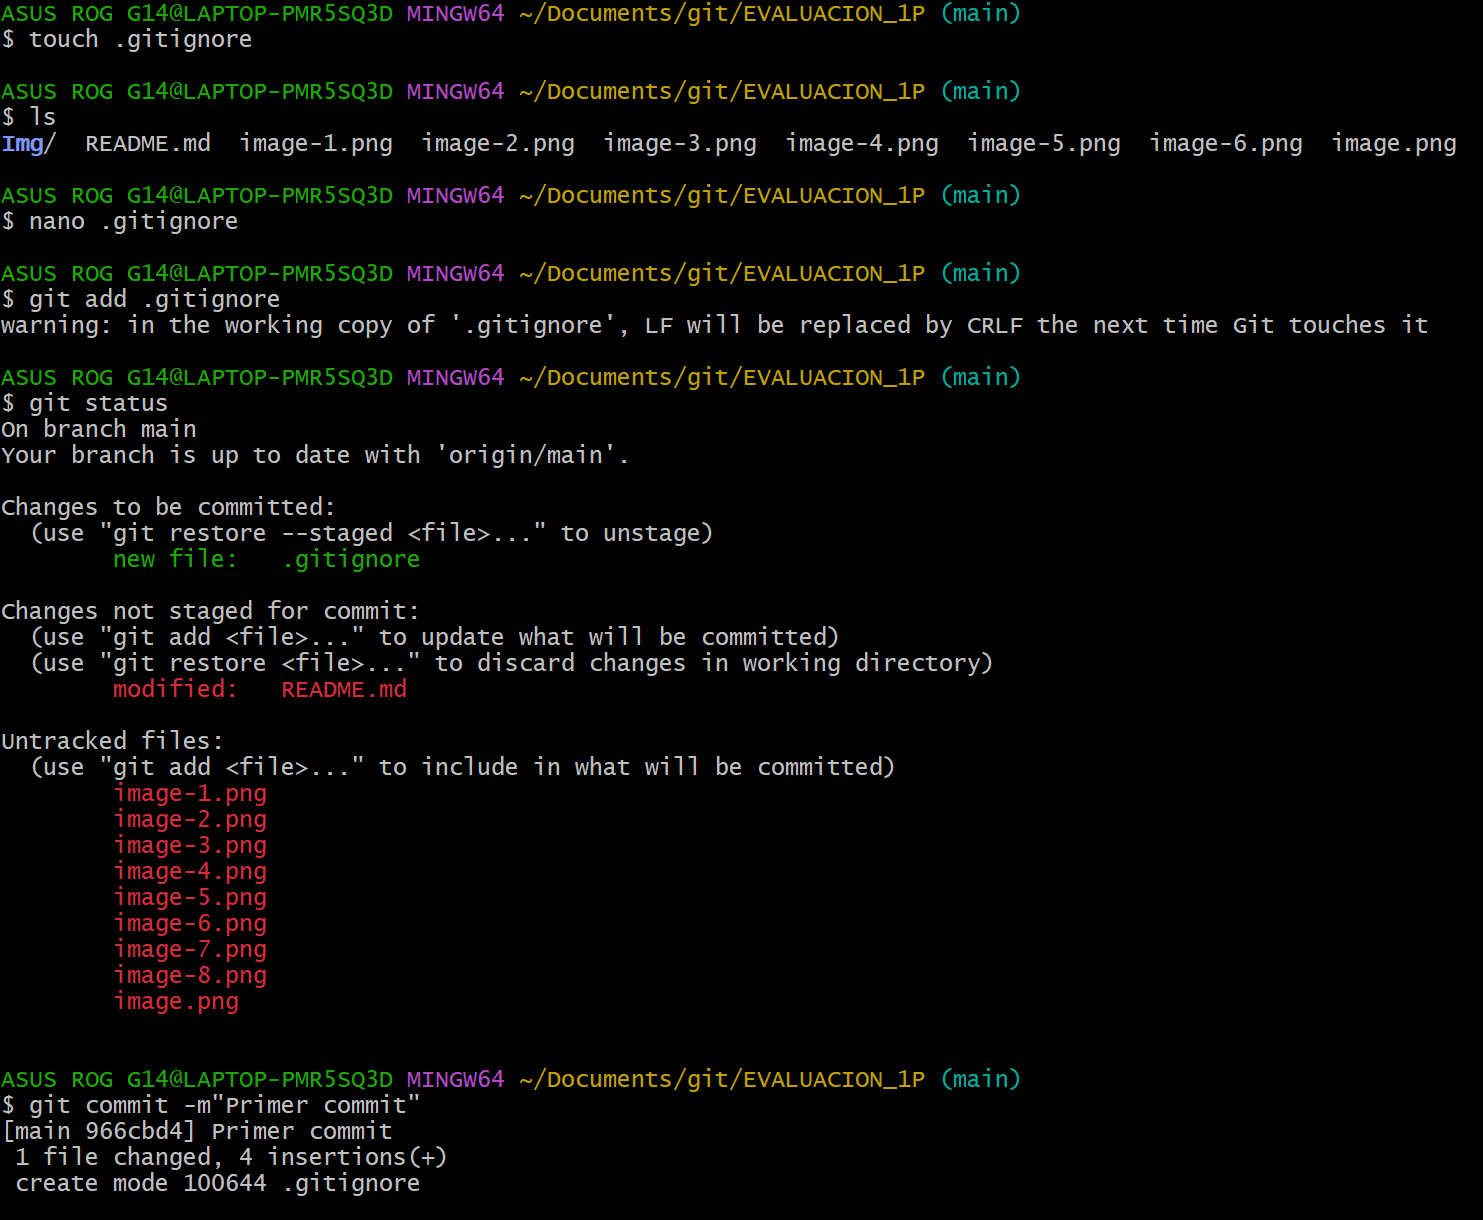 ASUS ROG G14@LAPTOP-PMR5SQ3D MINGW64 ~/Documents/git/EVALUACION_1P (main)
$ touch .gitignore
ASUS ROG G14@LAPTOP-PMR5SQ3D MINGW64 ~/Documents/git/EVALUACION_1P (main)
$ ls
Img/  README.md  image-1.png  image-2.png  image-3.png  image-4.png  image-5.png  image-6.png  image.png
ASUS ROG G14@LAPTOP-PMR5SQ3D MINGW64 ~/Documents/git/EVALUACION_1P (main)
$ nano .gitignore
ASUS ROG G14@LAPTOP-PMR5SQ3D MINGW64 ~/Documents/git/EVALUACION_1P (main)
$ git add .gitignore
warning: in the working copy of '.gitignore', LF will be replaced by CRLF the next time Git touches it
ASUS ROG G14@LAPTOP-PMR5SQ3D MINGW64 ~/Documents/git/EVALUACION_1P (main)
$ git status
On branch main
Your branch is up to date with 'origin/main'.
Changes to be committed:
  (use "git restore --staged <file>..." to unstage)
        new file:   .gitignore
Changes not staged for commit:
  (use "git add <file>..." to update what will be committed)
  (use "git restore <file>..." to discard changes in working directory)
        modified:   README.md
Untracked files:
  (use "git add <file>..." to include in what will be committed)
        image-1.png
        image-2.png
        image-3.png
        image-4.png
        image-5.png
        image-6.png
        image-7.png
        image-8.png
        image.png
ASUS ROG G14@LAPTOP-PMR5SQ3D MINGW64 ~/Documents/git/EVALUACION_1P (main)
$ git commit -m"Primer commit"
[main 966cbd4] Primer commit
 1 file changed, 4 insertions(+)
 create mode 100644 .gitignore